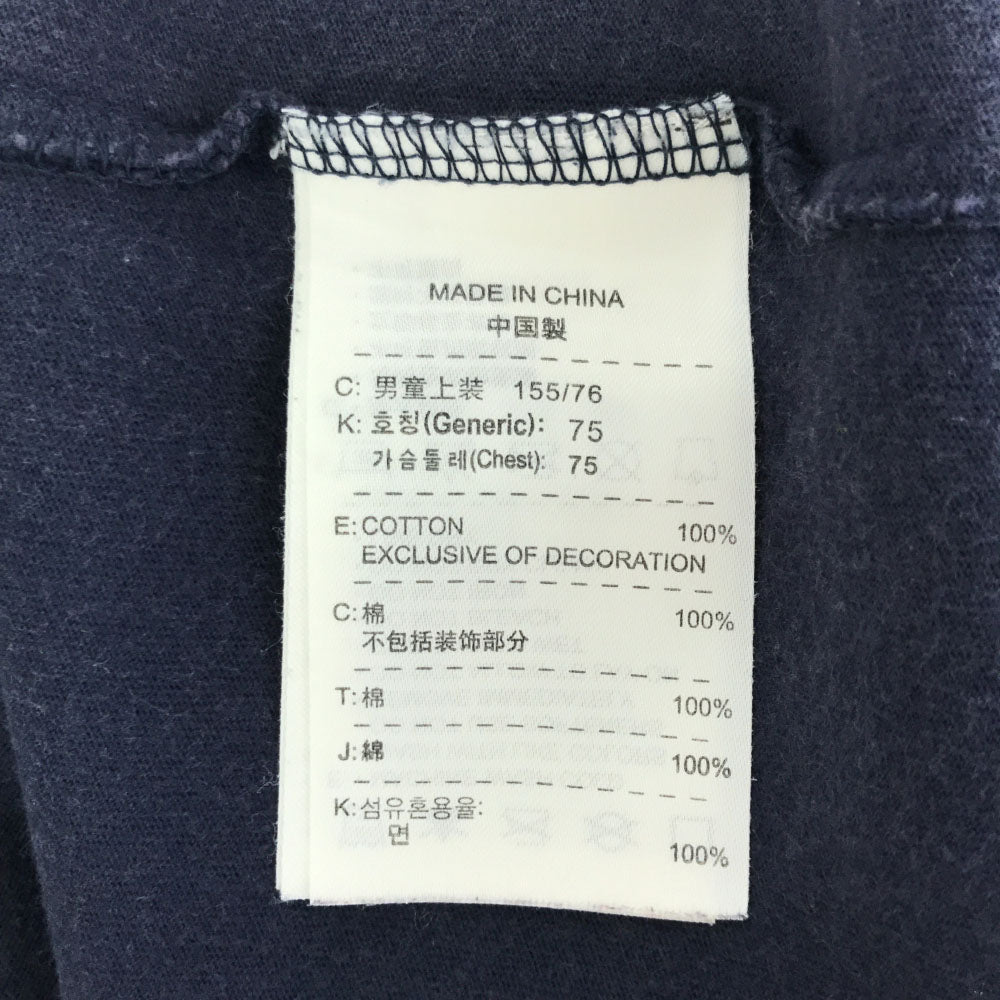 MADE IN CHINA
中国製
C: 男童上装 155/76
K: 호칭(Generic): 75
가슴둘레(Chest): 75
E: COTTON 100%
EXCLUSIVE OF DECORATION
C: 棉 100%
不包括装饰部分
T: 棉 100%
J: 綿 100%
K: 섬유혼용율:
면 100%